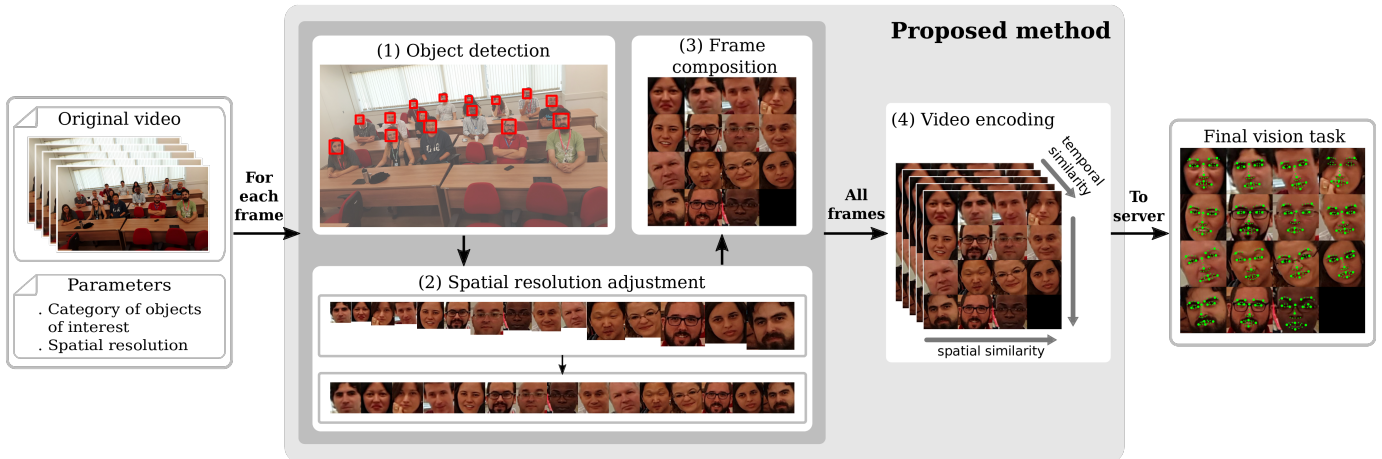 Proposed method
Original video
Parameters
. Category of objects
of interest
. Spatial resolution
For
each
frame
(1) Object detection
(2) Spatial resolution adjustment
(3) Frame
composition
All
frames
(4) Video encoding
temporal
similarity
spatial similarity
To
server
Final vision task